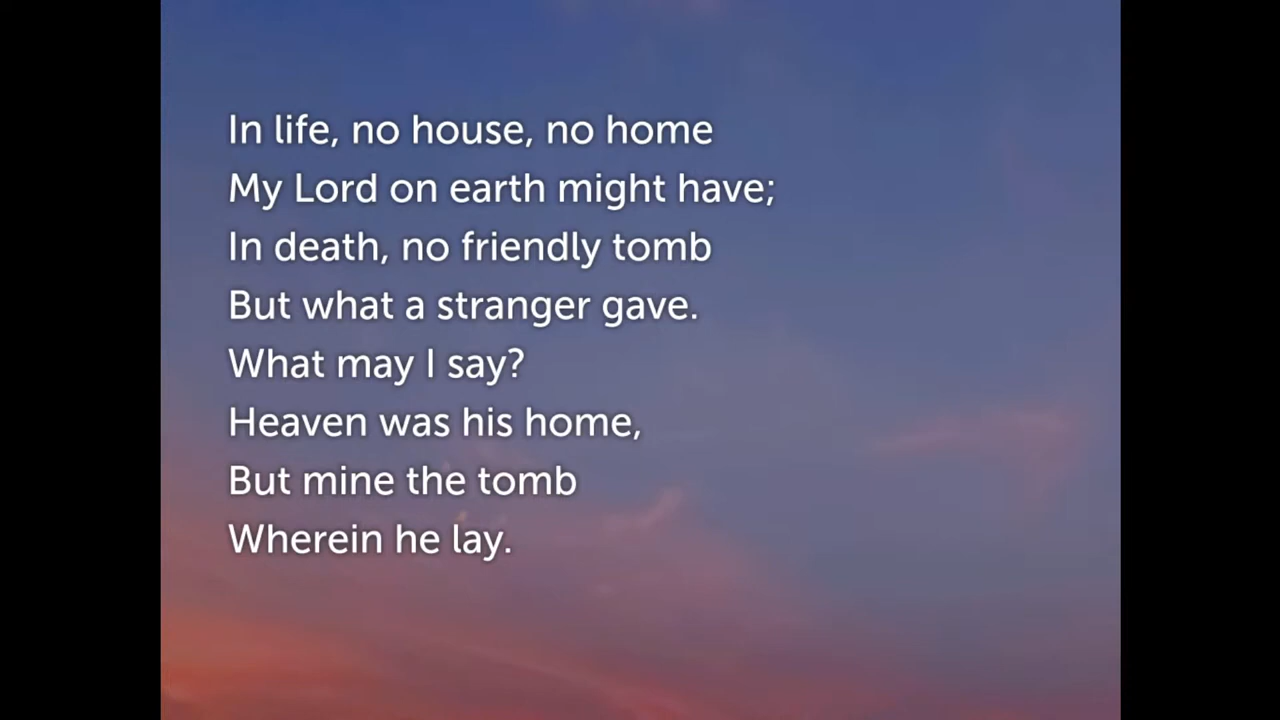 In life, no house, no home
My Lord on earth might have;
In death, no friendly tomb
But what a stranger gave.
What may I say?
Heaven was his home,
But mine the tomb
Wherein he lay.